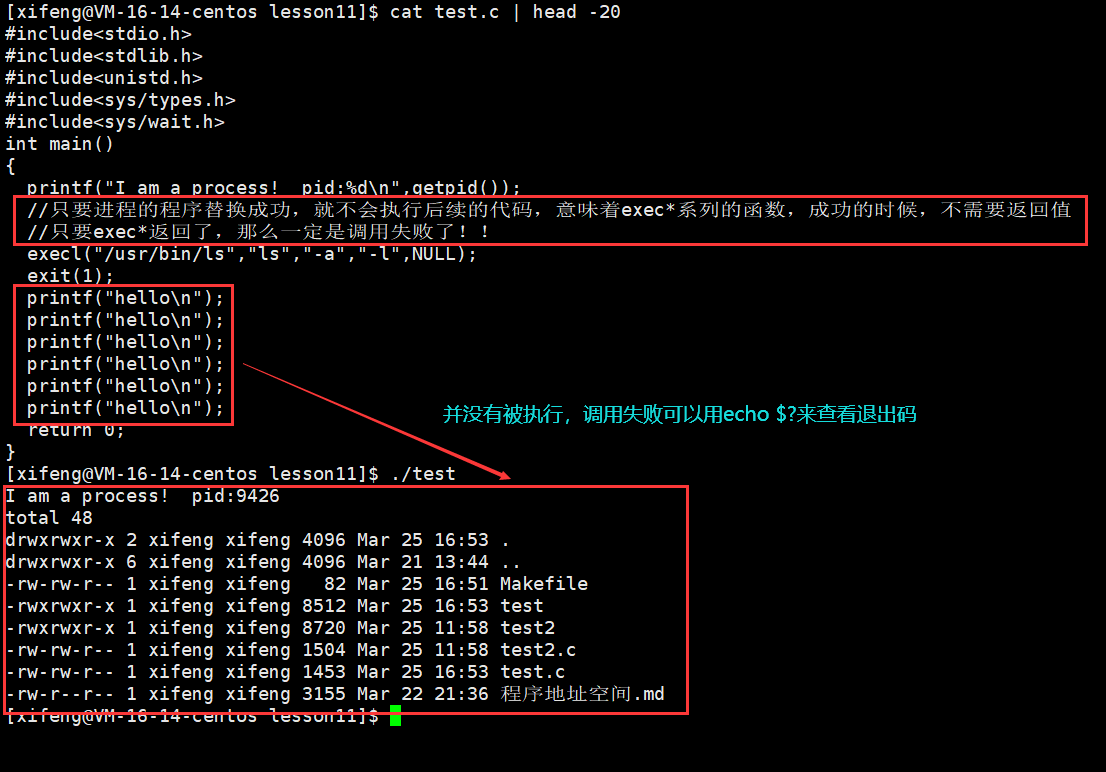 [xifeng@VM-16-14-centos lesson11]$ cat test.c | head -20
#include<stdio.h>
#include<stdlib.h>
#include<unistd.h>
#include<sys/types.h>
#include<sys/wait.h>
int main()
{
  printf("I am a process!  pid:%d\n",getpid());
  //只要进程的程序替换成功，就不会执行后续的代码，意味着exec*系列的函数，成功的时候，不需要返回值
  //只要exec*返回了，那么一定是调用失败了！！
  execl("/usr/bin/ls","ls","-a","-l",NULL);
  exit(1);
  printf("hello\n");
  printf("hello\n");
  printf("hello\n");
  printf("hello\n");
  printf("hello\n");
  printf("hello\n");
并没有被执行，调用失败可以用echo $?来查看退出码
  return 0;
}
[xifeng@VM-16-14-centos lesson11]$ ./test
I am a process!  pid:9426
total 48
drwxrwxr-x 2 xifeng xifeng 4096 Mar 25 16:53 .
drwxrwxr-x 6 xifeng xifeng 4096 Mar 21 13:44 ..
-rw-rw-r-- 1 xifeng xifeng   82 Mar 25 16:51 Makefile
-rwxrwxr-x 1 xifeng xifeng 8512 Mar 25 16:53 test
-rwxrwxr-x 1 xifeng xifeng 8720 Mar 25 11:58 test2
-rw-rw-r-- 1 xifeng xifeng 1504 Mar 25 11:58 test2.c
-rw-rw-r-- 1 xifeng xifeng 1453 Mar 25 16:53 test.c
-rw-r--r-- 1 xifeng xifeng 3155 Mar 22 21:36 程序地址空间.md
[xifeng@VM-16-14-centos lesson11]$